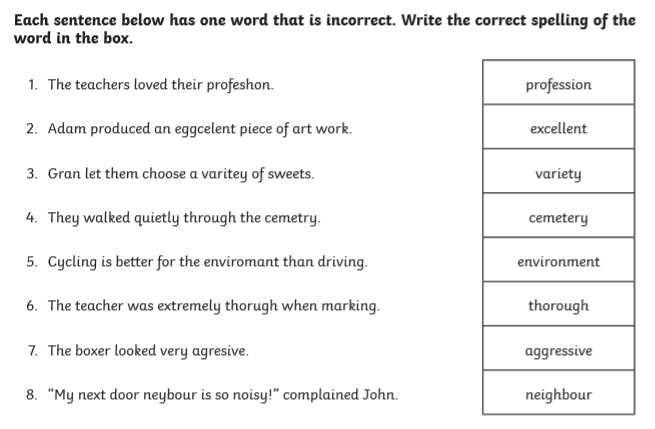 Each sentence below has one word that is incorrect. Write the correct spelling of the
word in the box.
1. The teachers loved their profeshon. profession
2. Adam produced an eggcelent piece of art work. excellent
3. Gran let them choose a varitey of sweets. variety
4. They walked quietly through the cemetry. cemetery
5. Cycling is better for the enviromant than driving. environment
6. The teacher was extremely thorugh when marking. thorough
7. The boxer looked very agresive. aggressive
8. “My next door neybour is so noisy!” complained John. neighbour